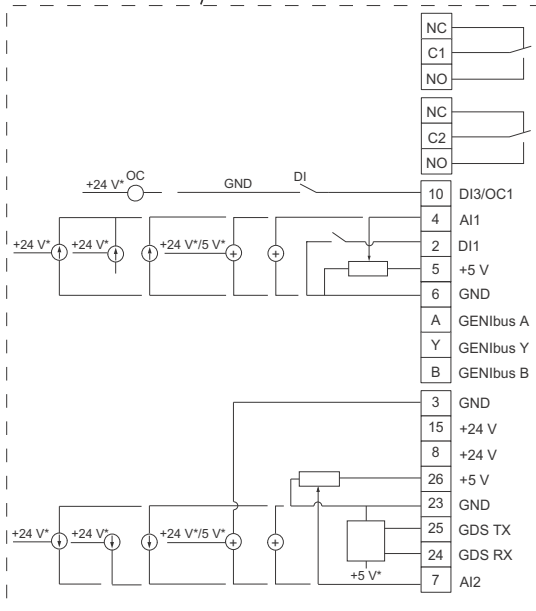 NC
C1
NO
NC
C2
NO
+24 V* OC GND DI 10 DI3/OC1
4 AI1
+24 V* +24 V* +24 V*/5 V* 2 DI1
5 +5 V
6 GND
A GENIbus A
Y GENIbus Y
B GENIbus B
3 GND
15 +24 V
8 +24 V
26 +5 V
23 GND
+24 V* +24 V* +24 V*/5 V* 25 GDS TX
24 GDS RX
+5 V* 7 AI2